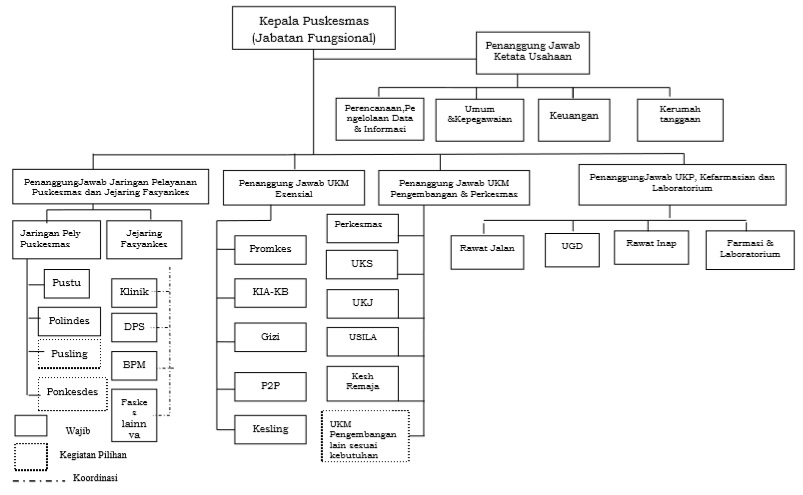 Kepala Puskesmas
(Jabatan Fungsional)
Penanggung Jawab
Ketata Usahaan
Perencanaan,Pe
ngelolaan Data
& Informasi
Umum
&Kepegawaian
Keuangan
Kerumah
tanggaan
PenanggungJawab Jaringan Pelayanan
Puskesmas dan Jejaring Fasyankes
Penanggung Jawab UKM
Esensial
Penanggung Jawab UKM
Pengembangan & Perkesmas
PenanggungJawab UKP, Kefarmasian dan
Laboratorium
Jaringan Pely
Puskesmas
Jejaring
Fasyankes
Pustu
Polindes
Pusling
Ponkesdes
Klinik
DPS
BPM
Faske
s
lainn
ya
Promkes
KIA-KB
Gizi
P2P
Kesling
Perkesmas
UKS
UKJ
USILA
Kesh
Remaja
UKM
Pengembangan
lain sesuai
kebutuhan
Rawat Jalan
UGD
Rawat Inap
Farmasi &
Laboratorium
Wajib
Kegiatan Pilihan
Koordinasi